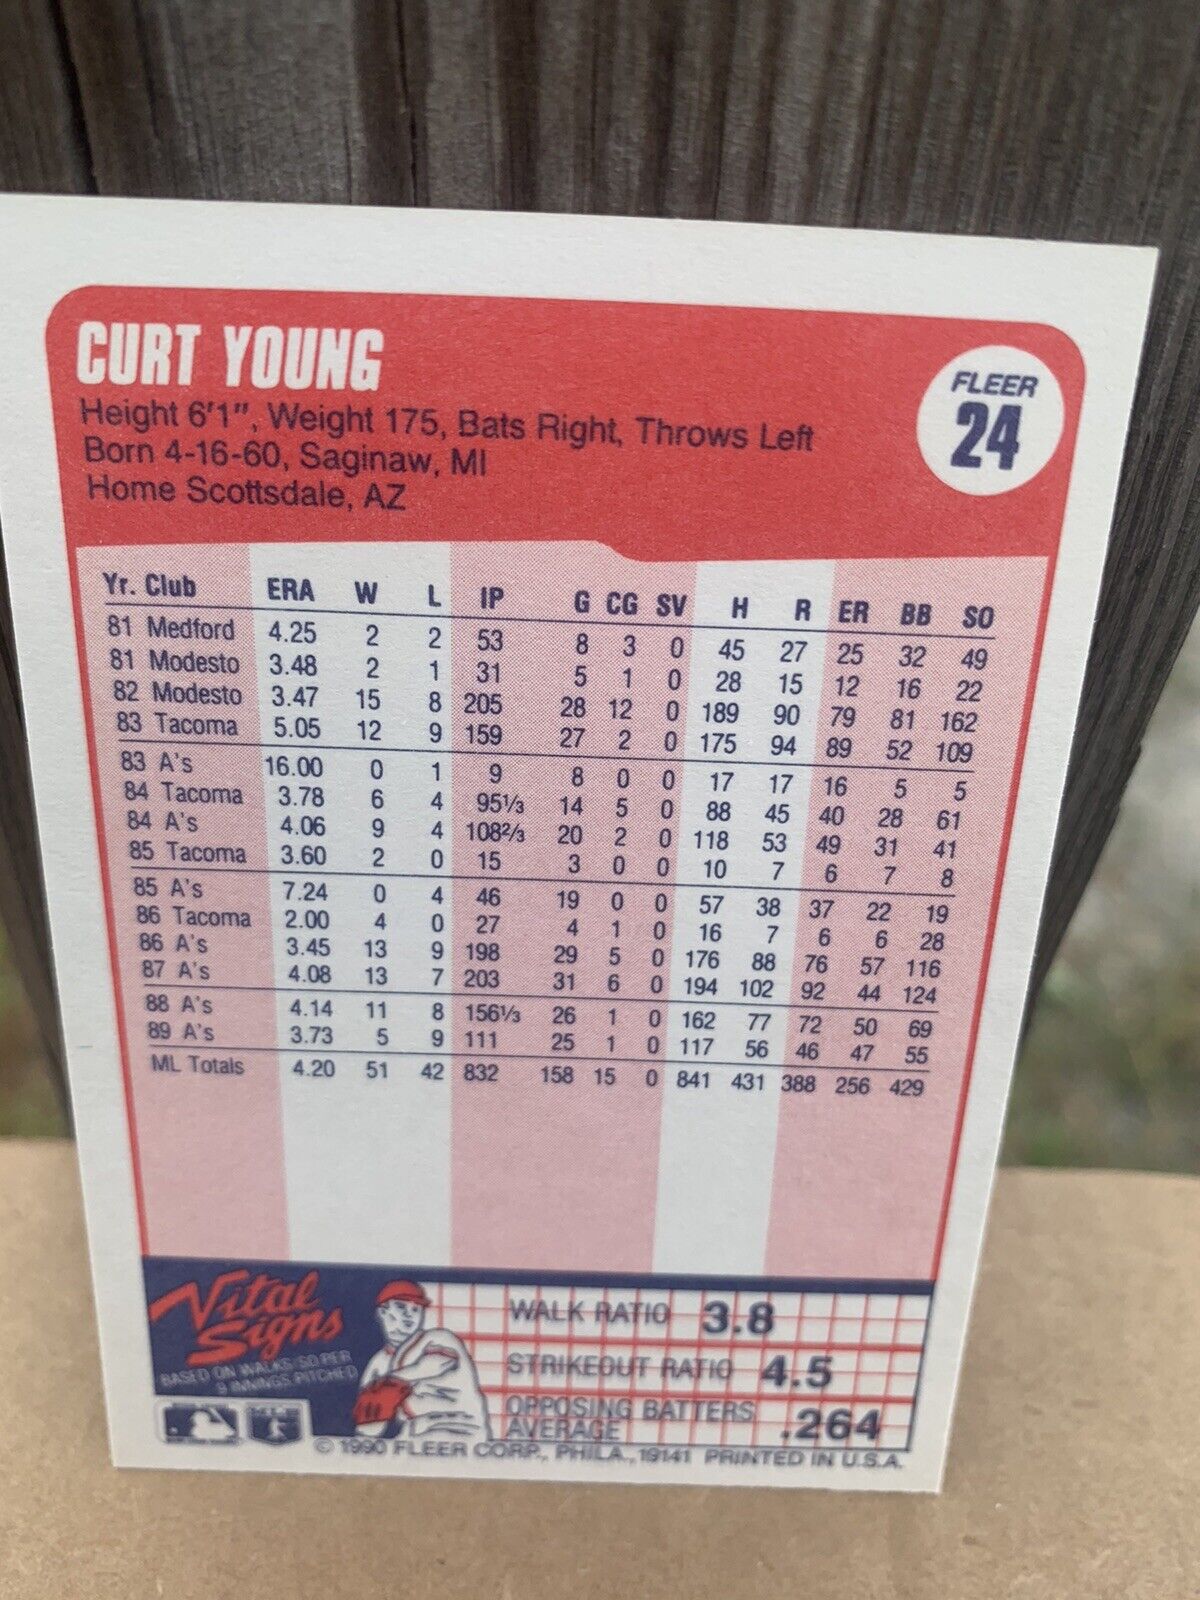 CURT YOUNG
Height 6'1", Weight 175, Bats Right, Throws Left
Born 4-16-60, Saginaw, MI
Home Scottsdale, AZ
FLEER
24
Yr. Club ERA W L IP G CG SV H R ER BB SO
81 Medford 4.25 2 2 53 8 3 0 45 27 25 32 49
81 Modesto 3.48 2 1 31 5 1 0 28 15 12 16 22
82 Modesto 3.47 15 8 205 28 12 0 189 90 79 81 162
83 Tacoma 5.05 12 9 159 27 2 0 175 94 89 52 109
83 A's 16.00 0 1 9 8 0 0 17 17 16 5 5
84 Tacoma 3.78 6 4 95⅓ 14 5 0 88 45 40 28 61
84 A's 4.06 9 4 108⅔ 20 2 0 118 53 49 31 41
85 Tacoma 3.60 2 0 15 3 0 0 10 7 6 7 8
85 A's 7.24 0 4 46 19 0 0 57 38 37 22 19
86 Tacoma 2.00 4 0 27 4 1 0 16 7 6 6 28
86 A's 3.45 13 9 198 29 5 0 176 88 76 57 116
87 A's 4.08 13 7 203 31 6 0 194 102 92 44 124
88 A's 4.14 11 8 156⅓ 26 1 0 162 77 72 50 69
89 A's 3.73 5 9 111 25 1 0 117 56 46 47 55
ML Totals 4.20 51 42 832 158 15 0 841 431 388 256 429
Vital
Signs
BASED ON WALKS/SO PER
9 INNINGS PITCHED
WALK RATIO 3.8
STRIKEOUT RATIO 4.5
OPPOSING BATTERS
AVERAGE .264
© 1990 FLEER CORP., PHILA., 19141 PRINTED IN U.S.A.